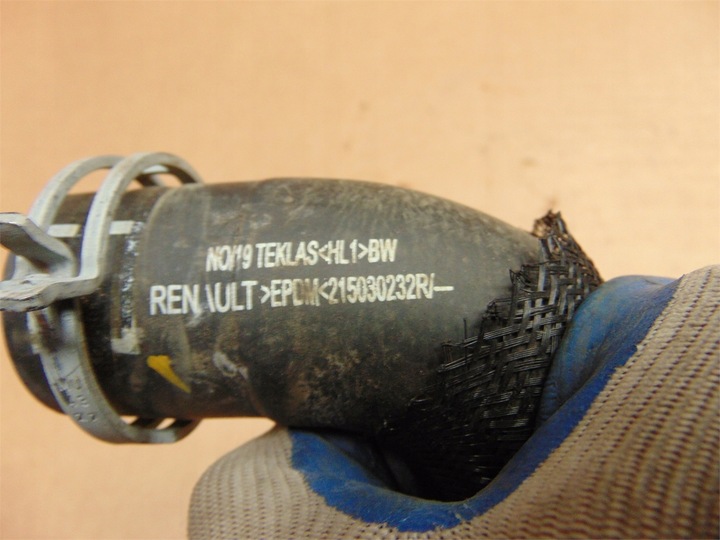 NO/19 TEKLAS<HL1>BW
RENAULT >EPDM<215030232R/—